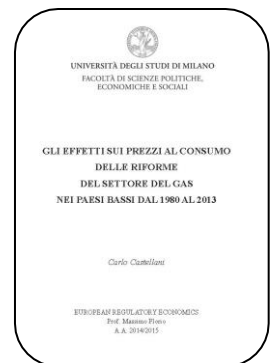 UNIVERSITÀ DEGLI STUDI DI MILANO
FACOLTÀ DI SCIENZE POLITICHE,
ECONOMICHE E SOCIALI
GLI EFFETTI SUI PREZZI AL CONSUMO
DELLE RIFORME
DEL SETTORE DEL GAS
NEI PAESI BASSI DAL 1980 AL 2013
Carlo Castellani
EUROPEAN REGULATORY ECONOMICS
Prof. Massimo Florio
A.A. 2014/2015